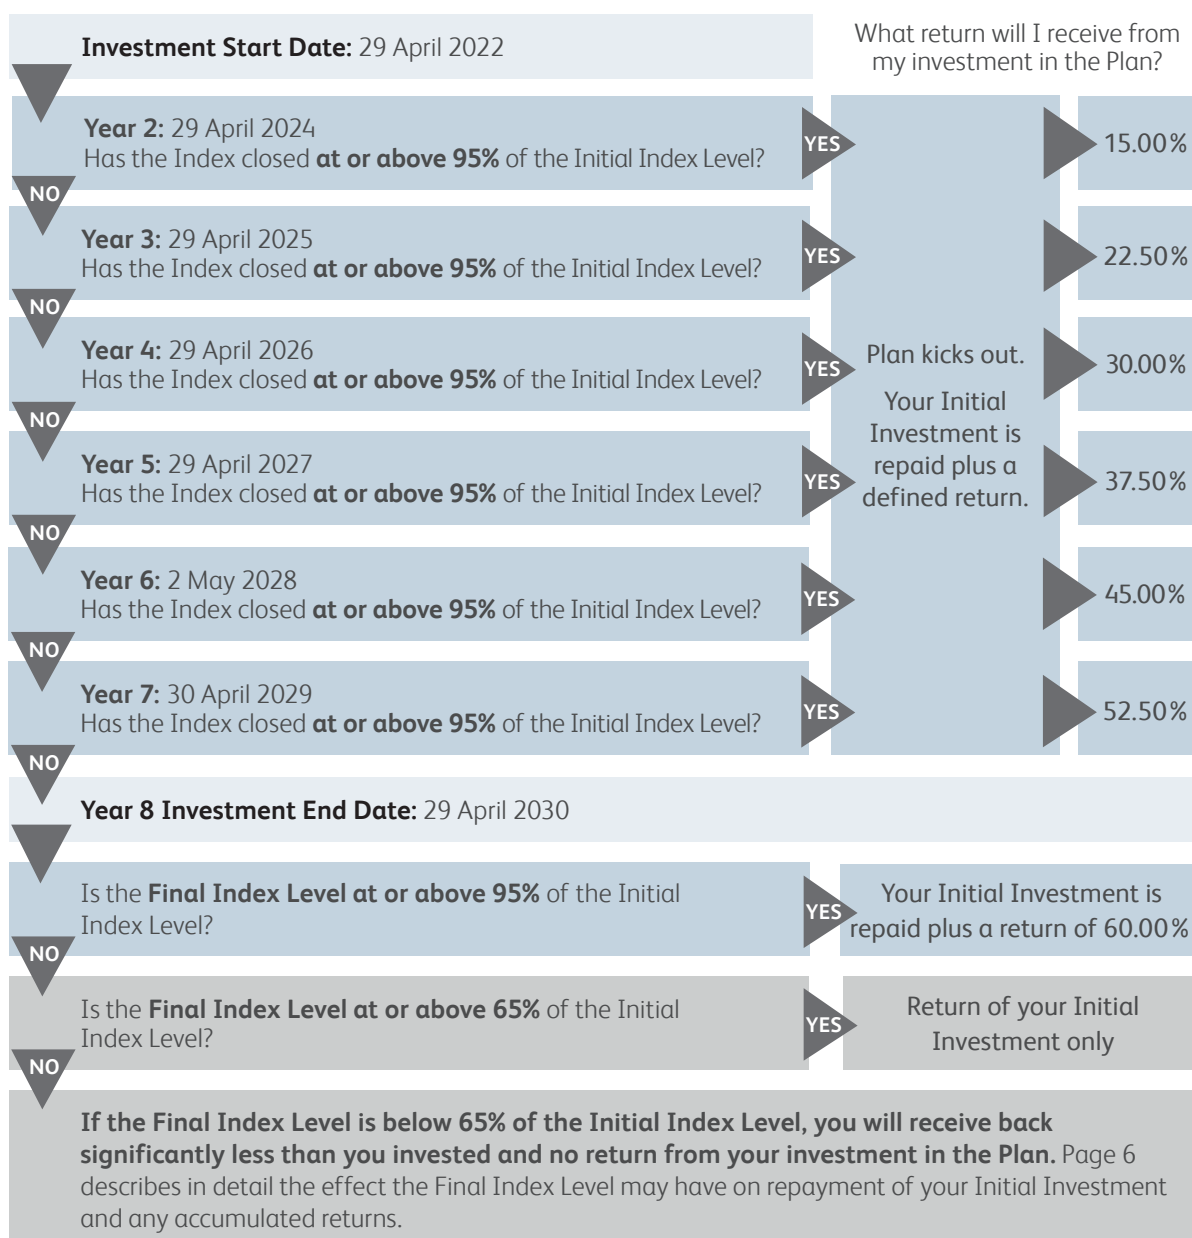 Investment Start Date: 29 April 2022
What return will I receive from
my investment in the Plan?
Year 2: 29 April 2024
Has the Index closed at or above 95% of the Initial Index Level?
YES
15.00%
NO
Year 3: 29 April 2025
Has the Index closed at or above 95% of the Initial Index Level?
YES
22.50%
NO
Year 4: 29 April 2026
Has the Index closed at or above 95% of the Initial Index Level?
YES
Plan kicks out.
Your Initial
Investment is
repaid plus a
defined return.
30.00%
NO
Year 5: 29 April 2027
Has the Index closed at or above 95% of the Initial Index Level?
YES
37.50%
NO
Year 6: 2 May 2028
Has the Index closed at or above 95% of the Initial Index Level?
YES
45.00%
NO
Year 7: 30 April 2029
Has the Index closed at or above 95% of the Initial Index Level?
YES
52.50%
NO
Year 8 Investment End Date: 29 April 2030
Is the Final Index Level at or above 95% of the Initial
Index Level?
YES
Your Initial Investment is
repaid plus a return of 60.00%
NO
Is the Final Index Level at or above 65% of the Initial
Index Level?
YES
Return of your Initial
Investment only
NO
If the Final Index Level is below 65% of the Initial Index Level, you will receive back
significantly less than you invested and no return from your investment in the Plan. Page 6
describes in detail the effect the Final Index Level may have on repayment of your Initial Investment
and any accumulated returns.